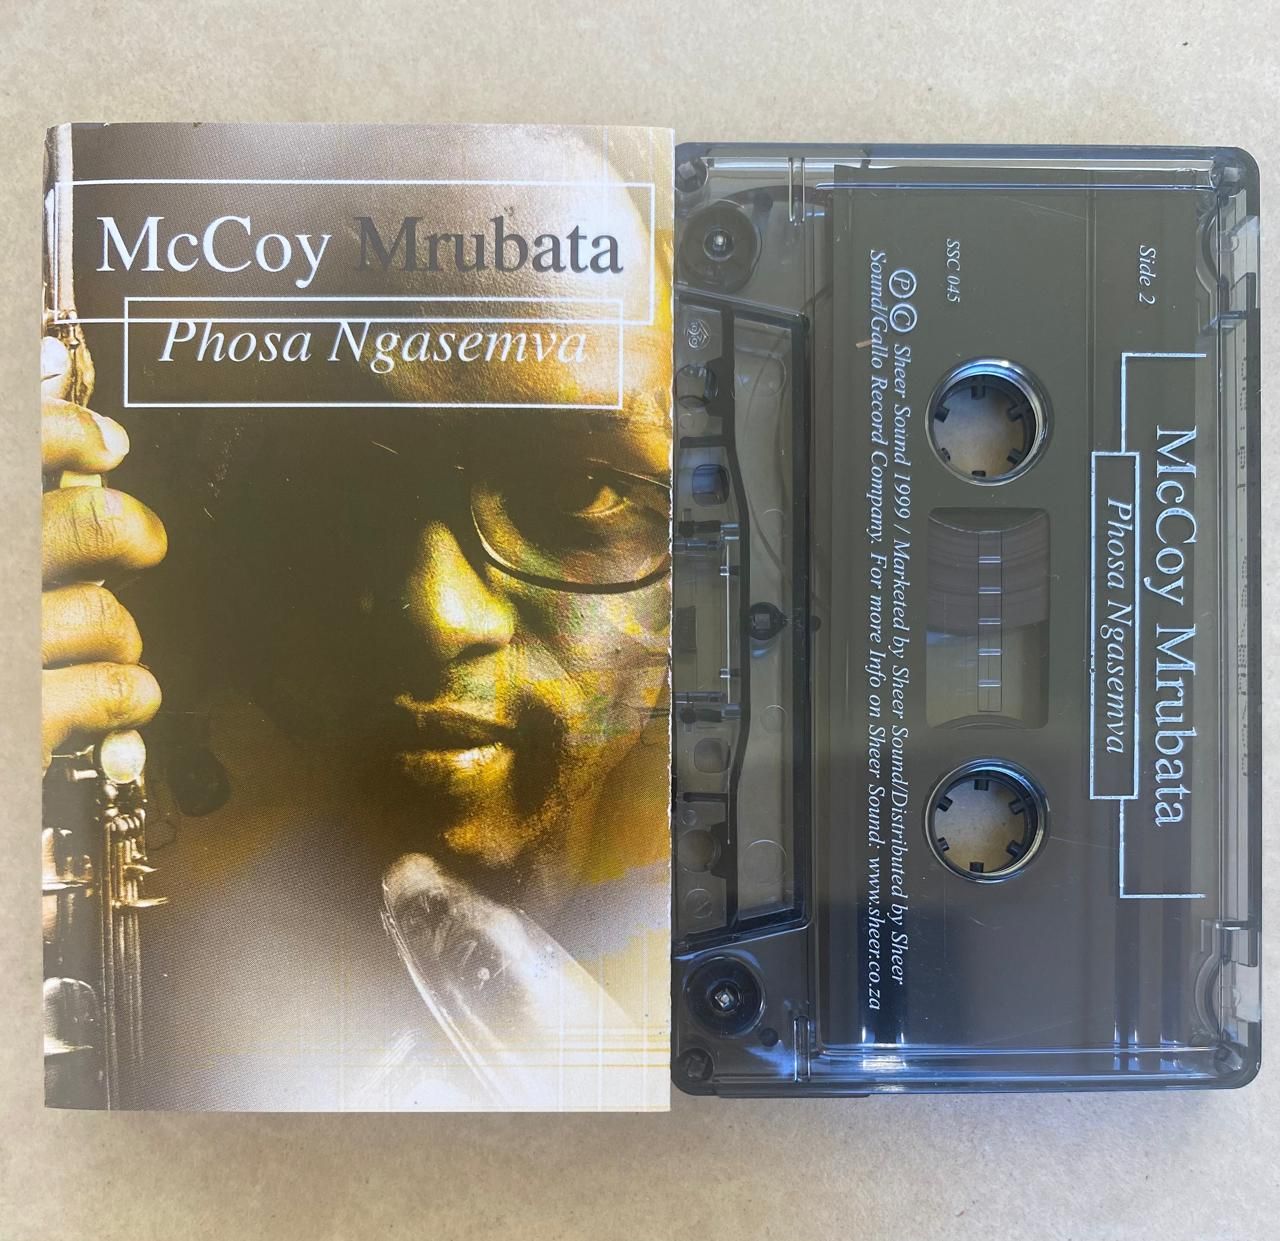 McCoy Mrubata
Phosa Ngasemva
Side 2
SSC 045
McCoy Mrubata
Phosa Ngasemva
ⓅⒸ Sheer Sound 1999 / Marketed by Sheer Sound/Distributed by Sheer
Sound/Gallo Record Company. For more Info on Sheer Sound: www.sheer.co.za